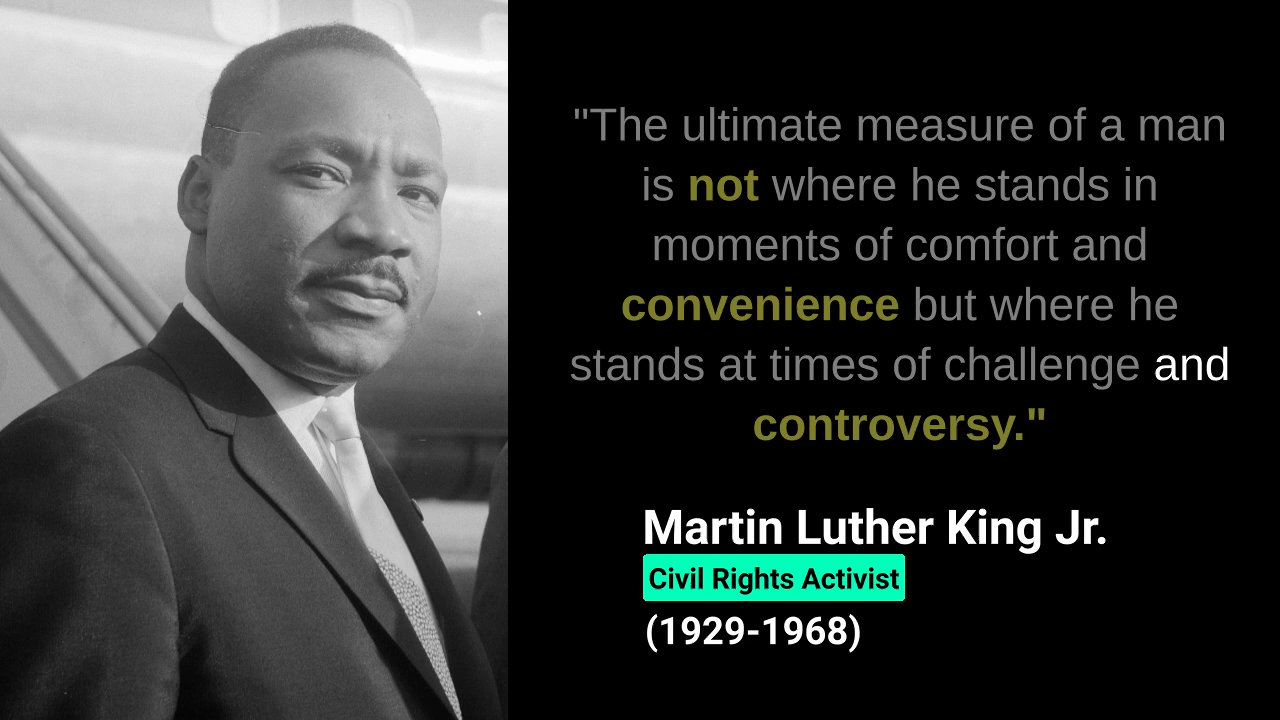 "The ultimate measure of a man
is not where he stands in
moments of comfort and
convenience but where he
stands at times of challenge and
controversy."
Martin Luther King Jr.
Civil Rights Activist
(1929-1968)